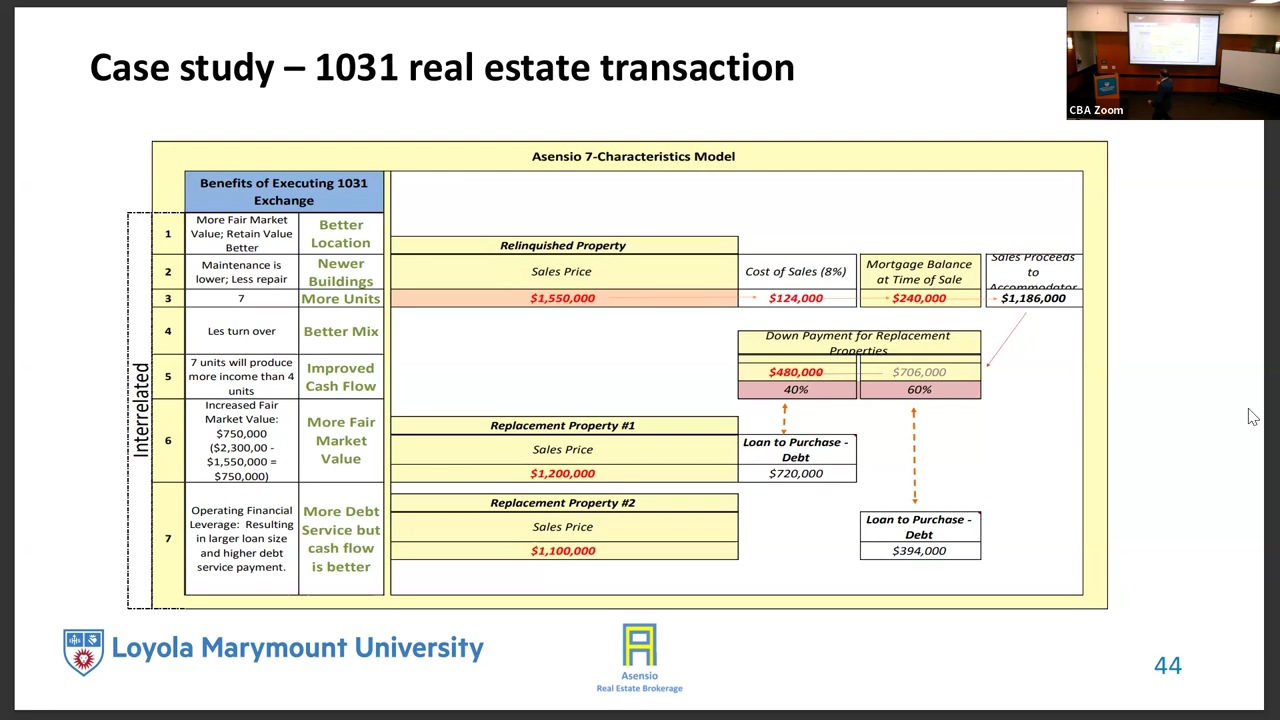 Case study – 1031 real estate transaction
CBA Zoom
Asensio 7-Characteristics Model
Benefits of Executing 1031
Exchange
Interrelated
1
More Fair Market
Value; Retain Value
Better
Better
Location
2
Maintenance is
lower; Less repair
Newer
Buildings
3
7
More Units
4
Les turn over
Better Mix
5
7 units will produce
more income than 4
units
Improved
Cash Flow
6
Increased Fair
Market Value:
$750,000
($2,300,00 -
$1,550,000 =
$750,000)
More Fair
Market
Value
7
Operating Financial
Leverage: Resulting
in larger loan size
and higher debt
service payment.
More Debt
Service but
cash flow
is better
Relinquished Property
Sales Price
$1,550,000
Cost of Sales (8%)
$124,000
Mortgage Balance
at Time of Sale
$240,000
Sales Proceeds
to
Accommodator
$1,186,000
Down Payment for Replacement
Properties
$480,000
$706,000
40%
60%
Replacement Property #1
Sales Price
$1,200,000
Loan to Purchase -
Debt
$720,000
Replacement Property #2
Sales Price
$1,100,000
Loan to Purchase -
Debt
$394,000
Loyola Marymount University
Asensio
Real Estate Brokerage
44